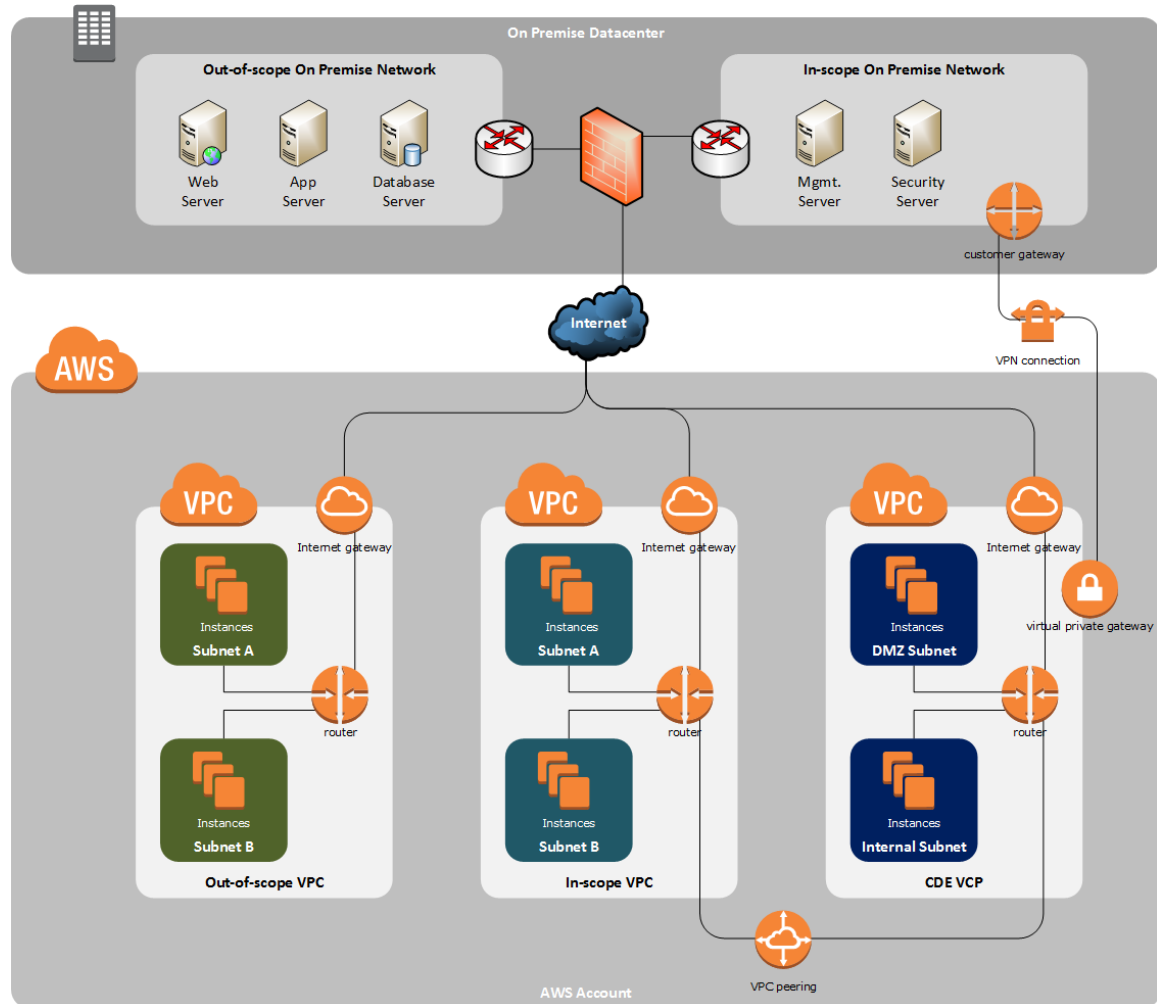 On Premise Datacenter
Out-of-scope On Premise Network
Web
Server
App
Server
Database
Server
In-scope On Premise Network
Mgmt.
Server
Security
Server
customer gateway
Internet
VPN connection
AWS
VPC
Internet gateway
Instances
Subnet A
router
Instances
Subnet B
Out-of-scope VPC
VPC
Internet gateway
Instances
Subnet A
router
Instances
Subnet B
In-scope VPC
VPC
Internet gateway
virtual private gateway
Instances
DMZ Subnet
router
Instances
Internal Subnet
CDE VCP
VPC peering
AWS Account